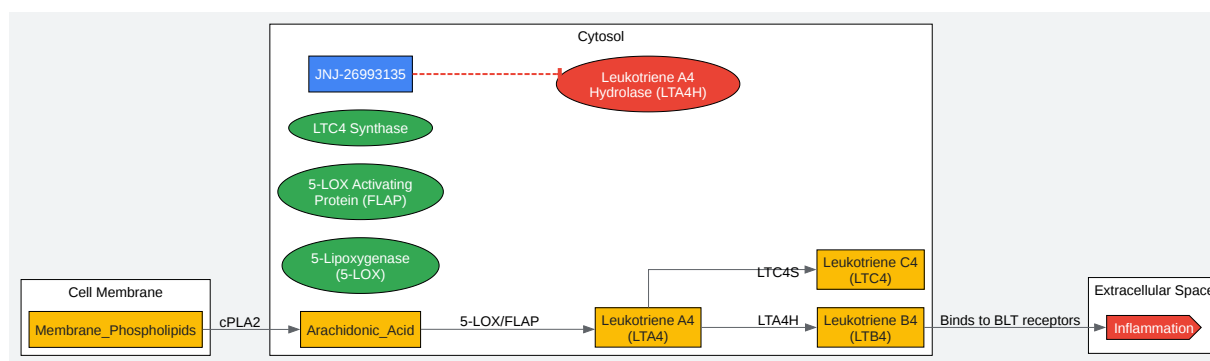 Cytosol
JNJ-26993135
Leukotriene A4
Hydrolase (LTA4H)
LTC4 Synthase
5-LOX Activating
Protein (FLAP)
5-Lipoxygenase
(5-LOX)
LTC4S
Leukotriene C4
(LTC4)
Cell Membrane
Membrane_Phospholipids
cPLA2
Arachidonic_Acid
5-LOX/FLAP
Leukotriene A4
(LTA4)
LTA4H
Leukotriene B4
(LTB4)
Binds to BLT receptors
Extracellular Space
Inflammation